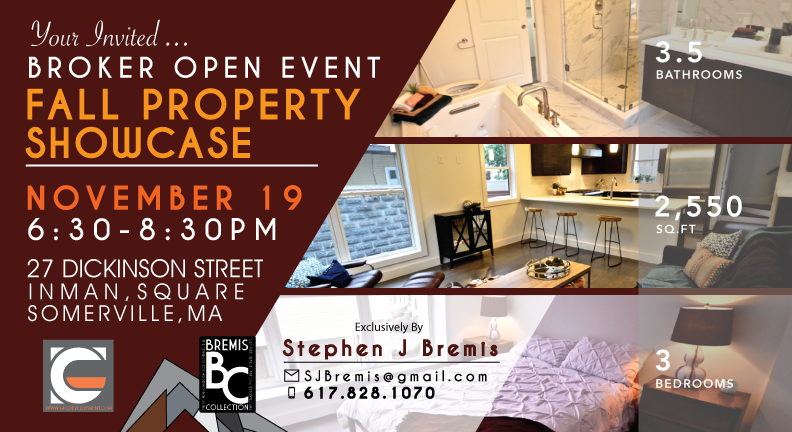 Your Invited ...
BROKER OPEN EVENT
FALL PROPERTY
SHOWCASE
NOVEMBER 19
6:30-8:30PM
27 DICKINSON STREET
INMAN, SQUARE
SOMERVILLE, MA
3.5
BATHROOMS
2,550
SQ.FT
3
BEDROOMS
Exclusively By
Stephen J Bremis
SJBremis@gmail.com
617.828.1070
BREMIS
BC
COLLECTION